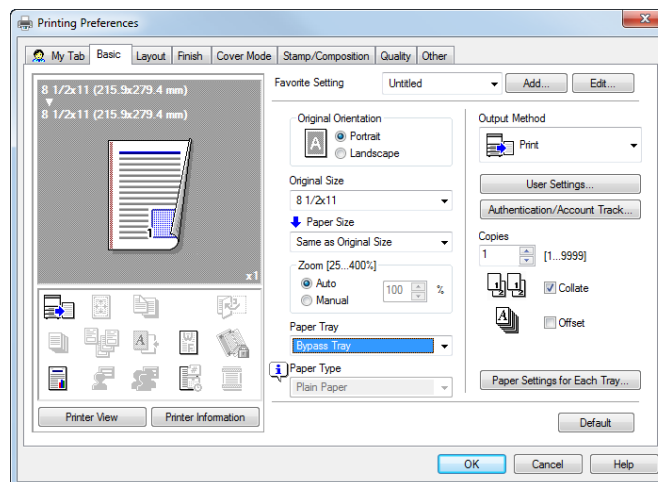 Printing Preferences
My Tab Basic Layout Finish Cover Mode Stamp/Composition Quality Other
8 1/2x11 (215.9x279.4 mm)
8 1/2x11 (215.9x279.4 mm)
1
x1
Printer View Printer Information
Favorite Setting Untitled Add... Edit...
Original Orientation
A
Portrait
Landscape
Original Size
8 1/2x11
Paper Size
Same as Original Size
Zoom [25...400%]
Auto
Manual
100 %
Paper Tray
Bypass Tray
Paper Type
Plain Paper
Output Method
Print
User Settings...
Authentication/Account Track...
Copies
1 [1...9999]
Collate
Offset
Paper Settings for Each Tray...
Default
OK Cancel Help